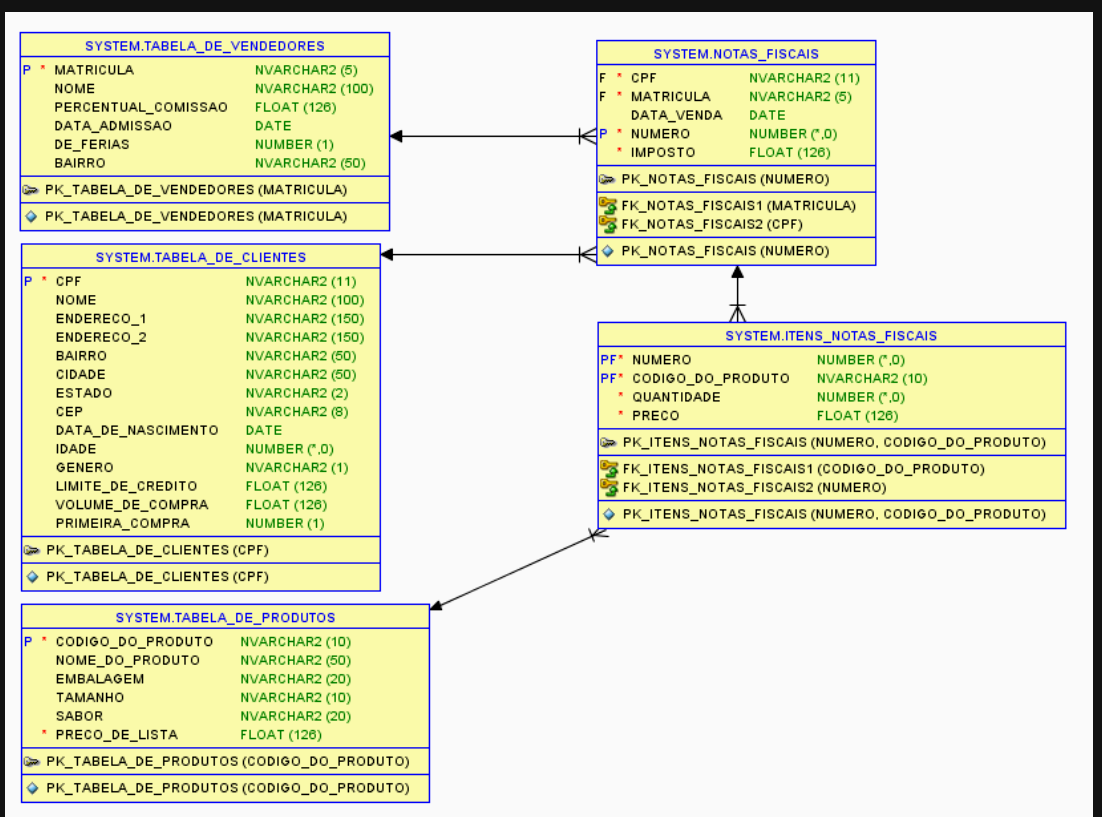 SYSTEM.TABELA_DE_VENDEDORES
P * MATRICULA NVARCHAR2 (5)
NOME NVARCHAR2 (100)
PERCENTUAL_COMISSAO FLOAT (126)
DATA_ADMISSAO DATE
DE_FERIAS NUMBER (1)
BAIRRO NVARCHAR2 (50)
PK_TABELA_DE_VENDEDORES (MATRICULA)
PK_TABELA_DE_VENDEDORES (MATRICULA)
SYSTEM.NOTAS_FISCAIS
F * CPF NVARCHAR2 (11)
F * MATRICULA NVARCHAR2 (5)
DATA_VENDA DATE
P * NUMERO NUMBER (*,0)
* IMPOSTO FLOAT (126)
PK_NOTAS_FISCAIS (NUMERO)
FK_NOTAS_FISCAIS1 (MATRICULA)
FK_NOTAS_FISCAIS2 (CPF)
PK_NOTAS_FISCAIS (NUMERO)
SYSTEM.TABELA_DE_CLIENTES
P * CPF NVARCHAR2 (11)
NOME NVARCHAR2 (100)
ENDERECO_1 NVARCHAR2 (150)
ENDERECO_2 NVARCHAR2 (150)
BAIRRO NVARCHAR2 (50)
CIDADE NVARCHAR2 (50)
ESTADO NVARCHAR2 (2)
CEP NVARCHAR2 (8)
DATA_DE_NASCIMENTO DATE
IDADE NUMBER (*,0)
GENERO NVARCHAR2 (1)
LIMITE_DE_CREDITO FLOAT (126)
VOLUME_DE_COMPRA FLOAT (126)
PRIMEIRA_COMPRA NUMBER (1)
PK_TABELA_DE_CLIENTES (CPF)
PK_TABELA_DE_CLIENTES (CPF)
SYSTEM.ITENS_NOTAS_FISCAIS
PF* NUMERO NUMBER (*,0)
PF* CODIGO_DO_PRODUTO NVARCHAR2 (10)
* QUANTIDADE NUMBER (*,0)
* PRECO FLOAT (126)
PK_ITENS_NOTAS_FISCAIS (NUMERO, CODIGO_DO_PRODUTO)
FK_ITENS_NOTAS_FISCAIS1 (CODIGO_DO_PRODUTO)
FK_ITENS_NOTAS_FISCAIS2 (NUMERO)
PK_ITENS_NOTAS_FISCAIS (NUMERO, CODIGO_DO_PRODUTO)
SYSTEM.TABELA_DE_PRODUTOS
P * CODIGO_DO_PRODUTO NVARCHAR2 (10)
NOME_DO_PRODUTO NVARCHAR2 (50)
EMBALAGEM NVARCHAR2 (20)
TAMANHO NVARCHAR2 (10)
SABOR NVARCHAR2 (20)
* PRECO_DE_LISTA FLOAT (126)
PK_TABELA_DE_PRODUTOS (CODIGO_DO_PRODUTO)
PK_TABELA_DE_PRODUTOS (CODIGO_DO_PRODUTO)